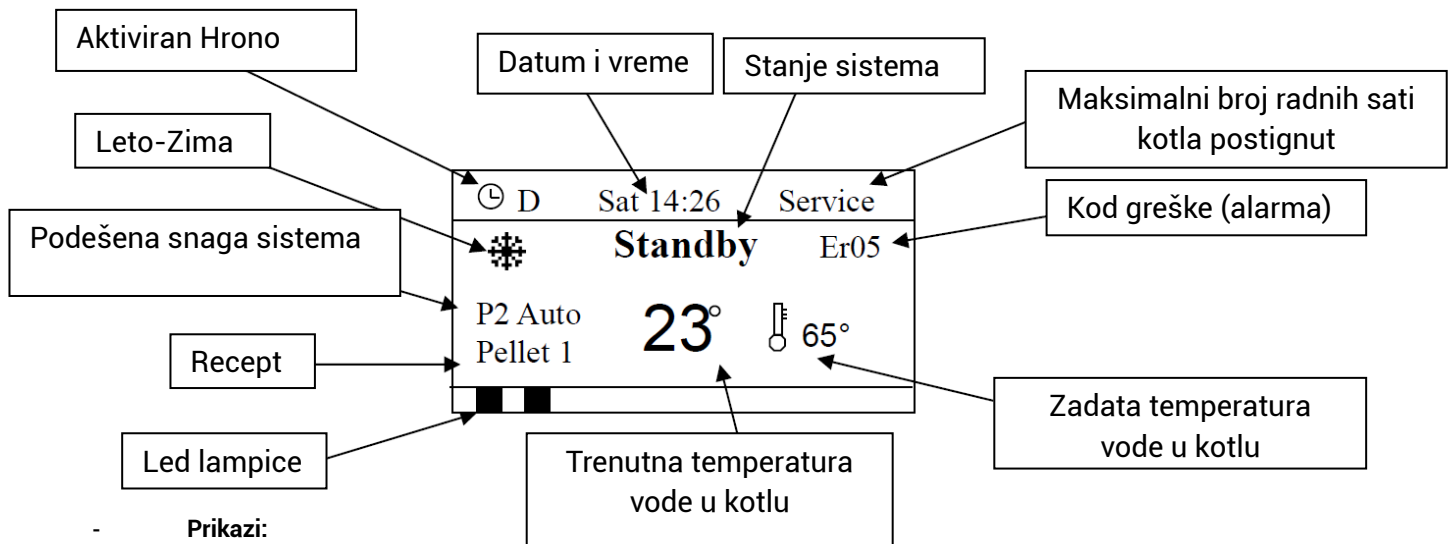 Aktiviran Hrono
Datum i vreme
Stanje sistema
Maksimalni broj radnih sati
kotla postignut
Leto-Zima
Kod greške (alarma)
Podešena snaga sistema
D
Sat 14:26
Service
Standby
Er05
P2 Auto
Pellet 1
23°
65°
Recept
Zadata temperatura
vode u kotlu
Led lampice
Trenutna temperatura
vode u kotlu
- Prikazi: